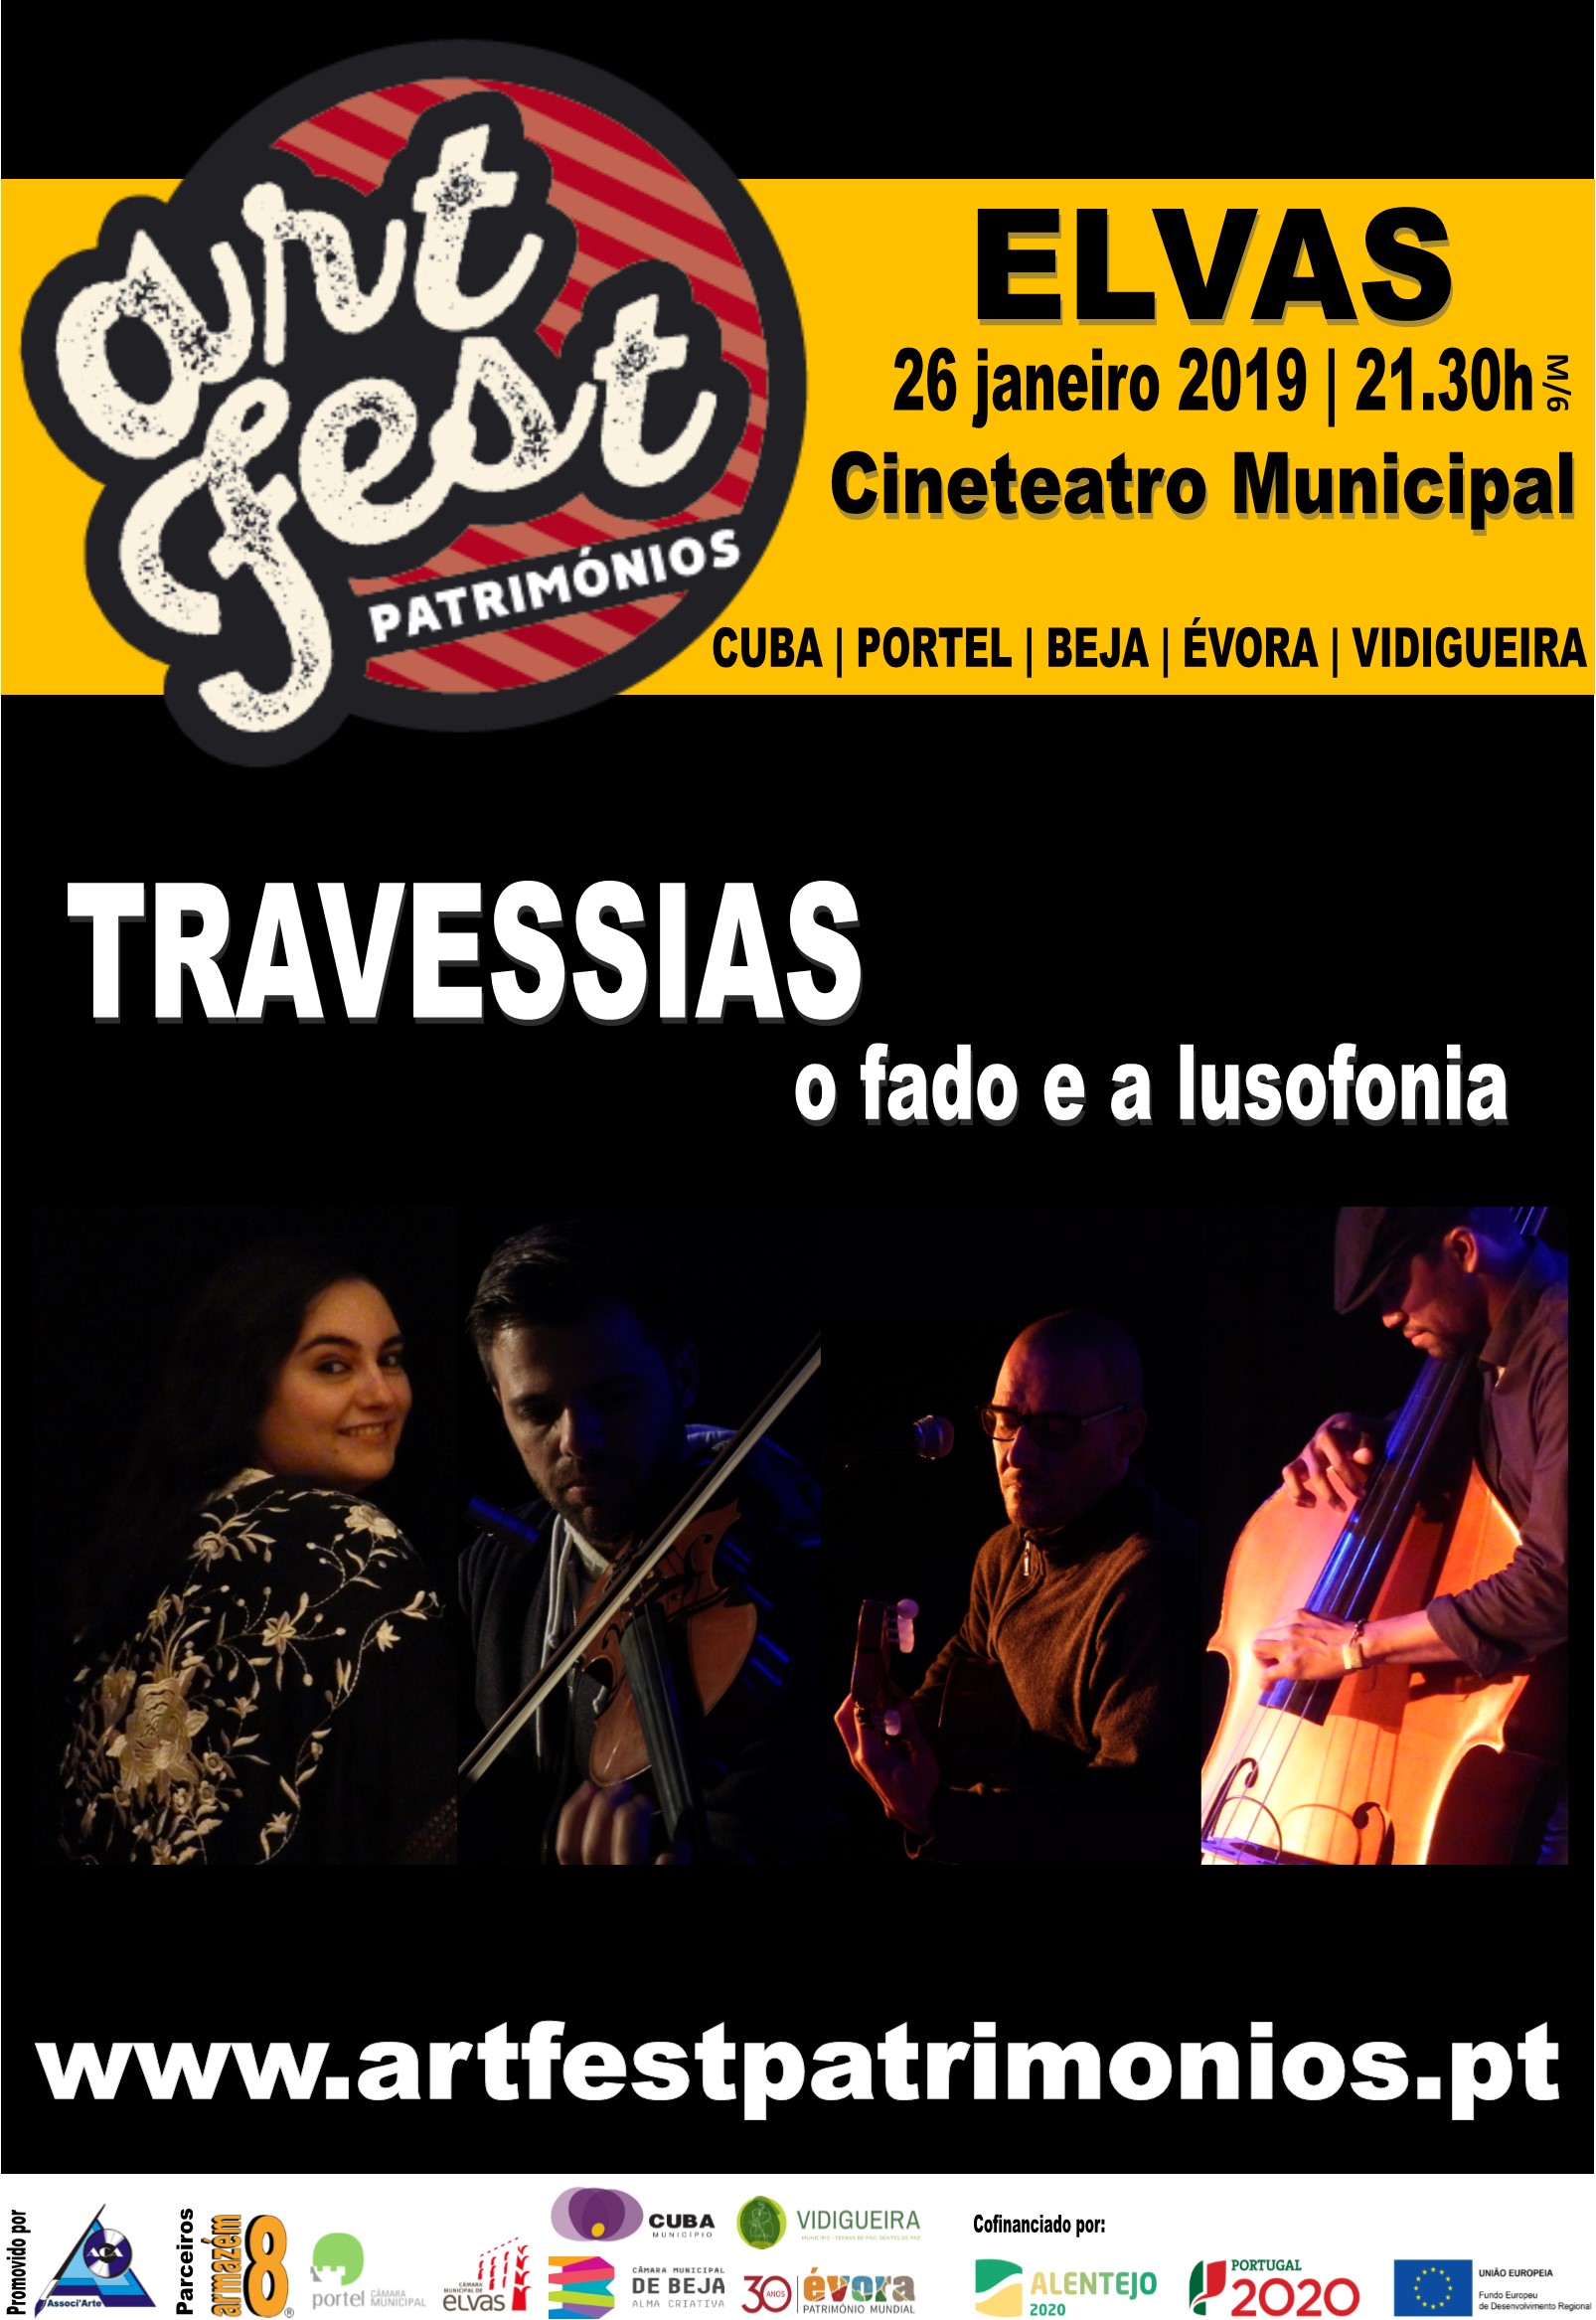 art
fest
PATRIMÓNIOS
ELVAS
26 janeiro 2019 | 21.30h M/6
Cineteatro Municipal
CUBA | PORTEL | BEJA | ÉVORA | VIDIGUEIRA
TRAVESSIAS
o fado e a lusofonia
www.artfestpatrimonios.pt
Promovido por
ACA
Associ'Arte
Parceiros
armazém 8 ®
portel CÂMARA MUNICIPAL
CÂMARA MUNICIPAL DE elvas
CUBA
MUNICÍPIO
VIDIGUEIRA
CÂMARA MUNICIPAL
DE BEJA
ALMA CRIATIVA
30 ANOS
évora
PATRIMÓNIO MUNDIAL
Cofinanciado por:
ALENTEJO
2020
PORTUGAL
2020
UNIÃO EUROPEIA
Fundo Europeu
de Desenvolvimento Regional